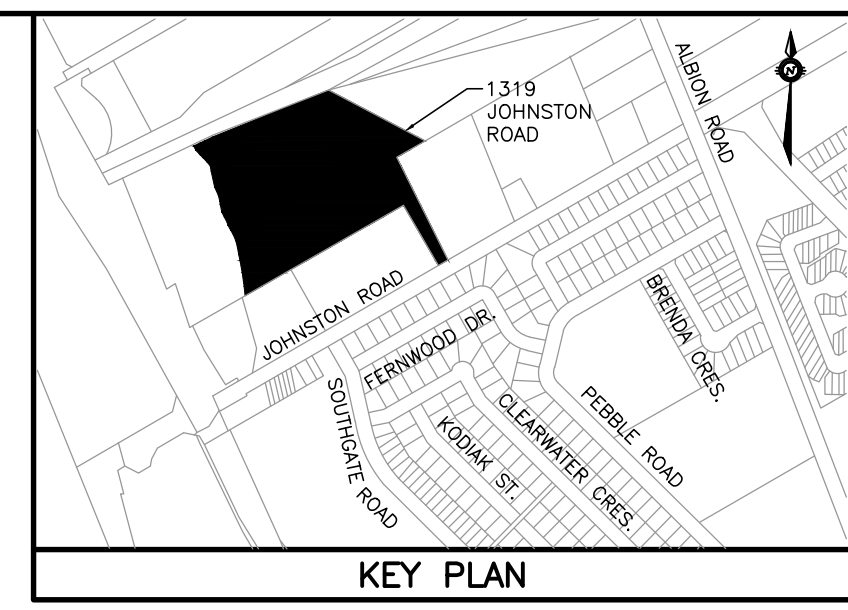 1319
JOHNSTON
ROAD
ALBION ROAD
N
JOHNSTON ROAD
FERNWOOD DR.
BRENDA CRES.
SOUTHGATE ROAD
KODIAK ST.
CLEARWATER CRES.
PEBBLE ROAD
KEY PLAN